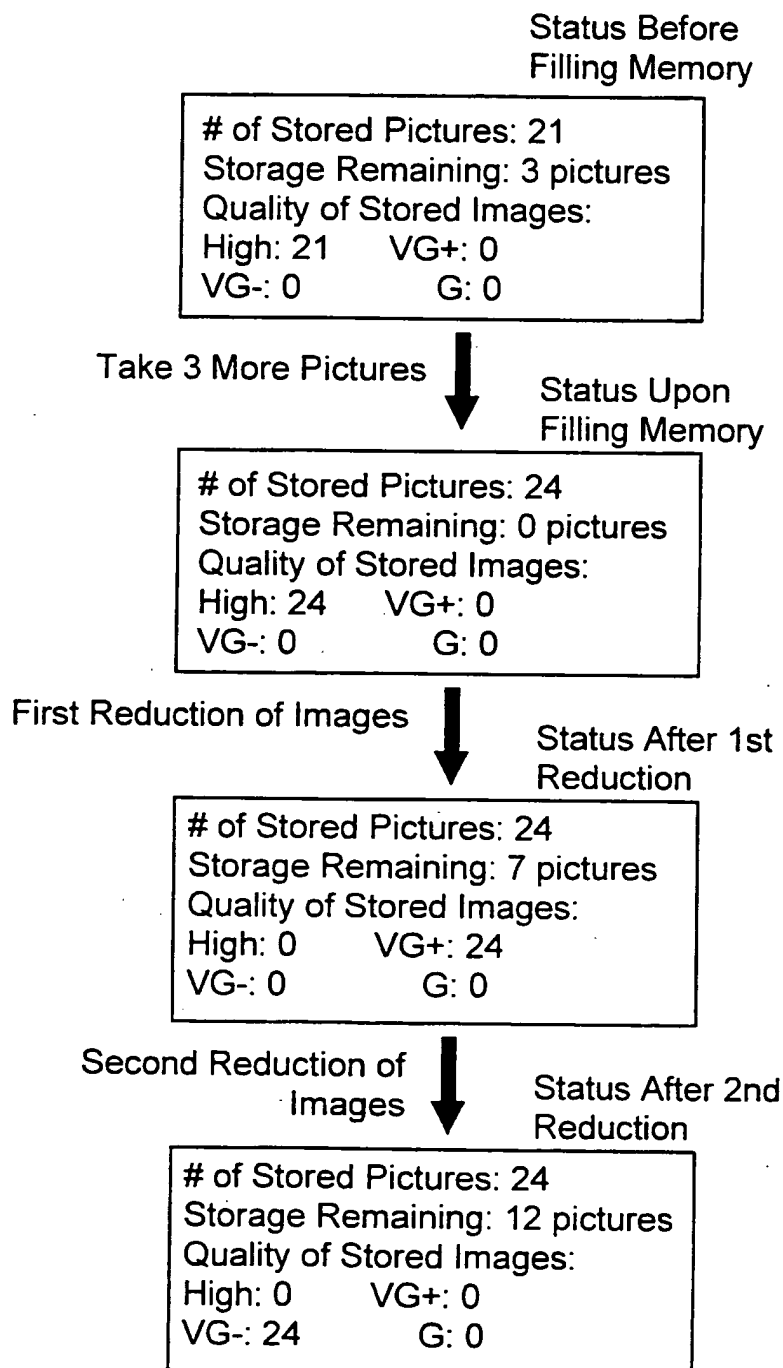 Status Before
Filling Memory
# of Stored Pictures: 21
Storage Remaining: 3 pictures
Quality of Stored Images:
High: 21 VG+: 0
VG-: 0 G: 0
Take 3 More Pictures
Status Upon
Filling Memory
# of Stored Pictures: 24
Storage Remaining: 0 pictures
Quality of Stored Images:
High: 24 VG+: 0
VG-: 0 G: 0
First Reduction of Images
Status After 1st
Reduction
# of Stored Pictures: 24
Storage Remaining: 7 pictures
Quality of Stored Images:
High: 0 VG+: 24
VG-: 0 G: 0
Second Reduction of
Images
Status After 2nd
Reduction
# of Stored Pictures: 24
Storage Remaining: 12 pictures
Quality of Stored Images:
High: 0 VG+: 0
VG-: 24 G: 0